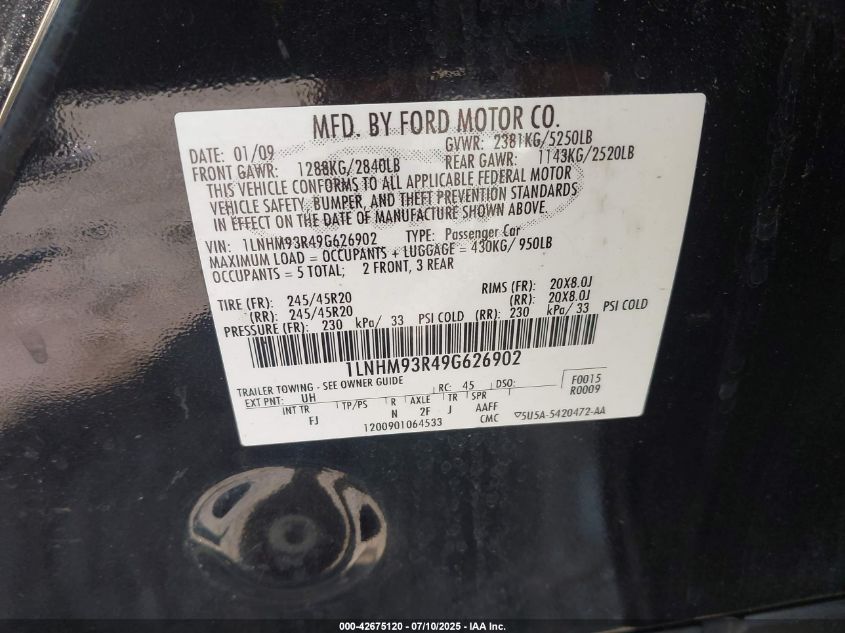 MFD. BY FORD MOTOR CO.
DATE: 01/09 GVWR: 2381KG/5250LB
FRONT GAWR: 1288KG/2840LB REAR GAWR: 1143KG/2520LB
THIS VEHICLE CONFORMS TO ALL APPLICABLE FEDERAL MOTOR
VEHICLE SAFETY, BUMPER, AND THEFT PREVENTION STANDARDS
IN EFFECT ON THE DATE OF MANUFACTURE SHOWN ABOVE.
VIN: 1LNHM93R49G626902 TYPE: Passenger Car
MAXIMUM LOAD = OCCUPANTS + LUGGAGE = 430KG/ 950LB
OCCUPANTS = 5 TOTAL; 2 FRONT, 3 REAR
TIRE (FR): 245/45R20 RIMS (FR): 20X8.0J
(RR): 245/45R20 (RR): 20X8.0J
PRESSURE (FR): 230 kPa/ 33 PSI COLD (RR): 230 kPa/ 33 PSI COLD
1LNHM93R49G626902
TRAILER TOWING - SEE OWNER GUIDE
EXT PNT: UH RC: 45 DSO: F0015
R0009
INT TR TP/PS R AXLE TR SPR
FJ N 2F J AAFF
1200901064533 CMC ▽5U5A-5420472-AA
000-42675120 - 07/10/2025 - IAA Inc.